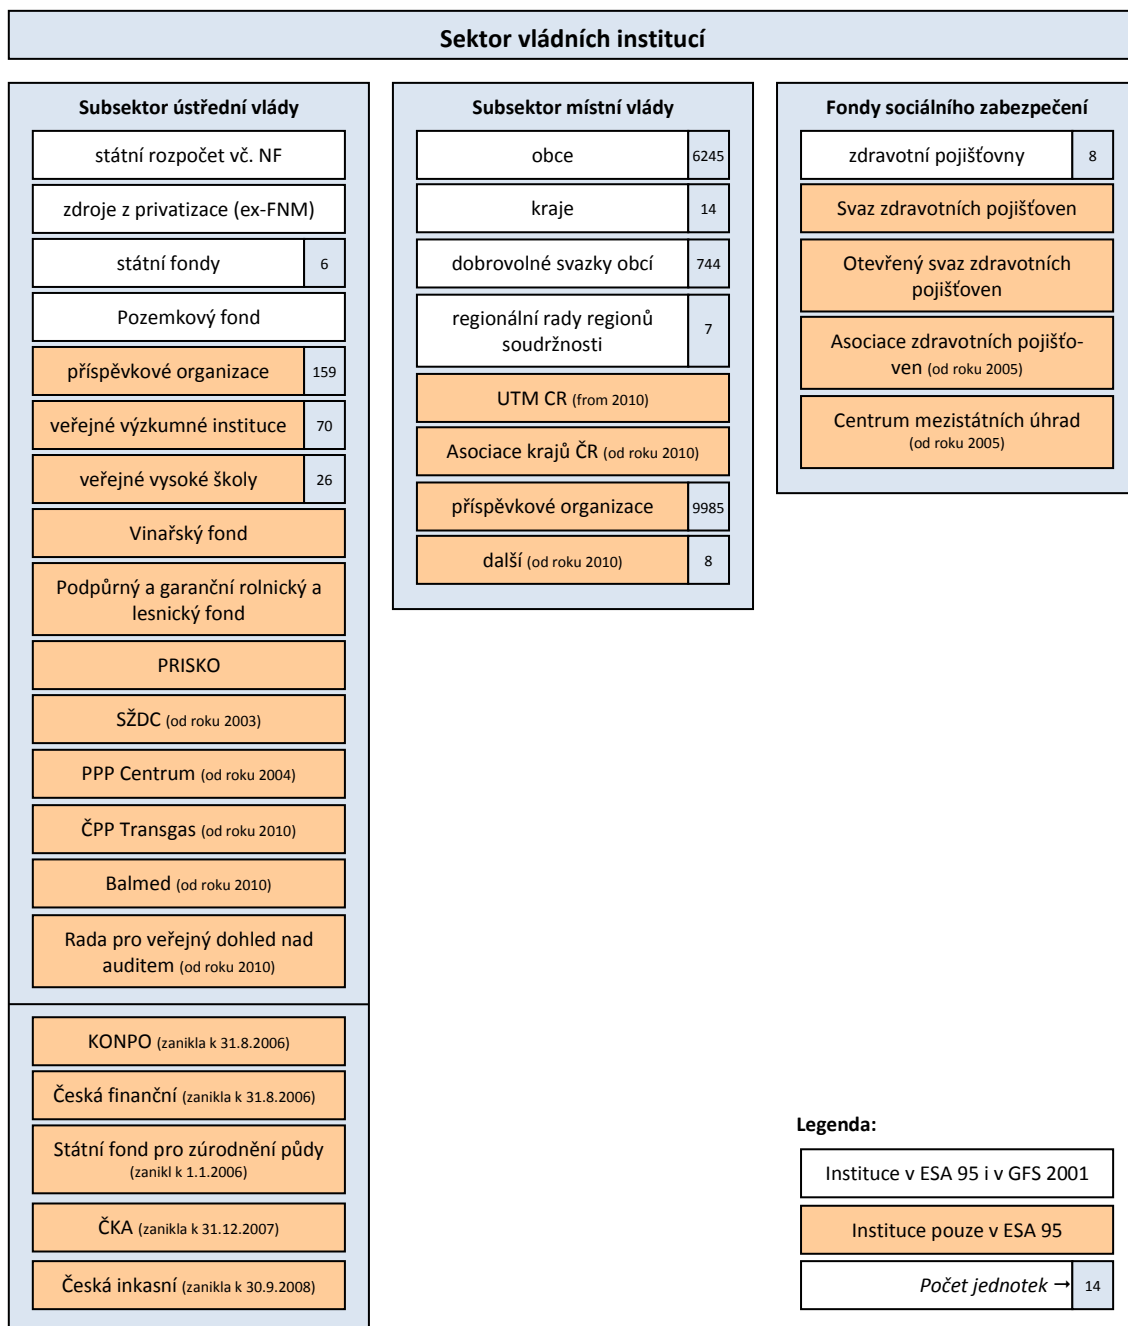 Sektor vládních institucí
Subsektor ústřední vlády
státní rozpočet vč. NF
zdroje z privatizace (ex-FNM)
státní fondy 6
Pozemkový fond
příspěvkové organizace 159
veřejné výzkumné instituce 70
veřejné vysoké školy 26
Vinařský fond
Podpůrný a garanční rolnický a
lesnický fond
PRISKO
SŽDC (od roku 2003)
PPP Centrum (od roku 2004)
ČPP Transgas (od roku 2010)
Balmed (od roku 2010)
Rada pro veřejný dohled nad
auditem (od roku 2010)
KONPO (zanikla k 31.8.2006)
Česká finanční (zanikla k 31.8.2006)
Státní fond pro zúrodnění půdy
(zanikl k 1.1.2006)
ČKA (zanikla k 31.12.2007)
Česká inkasní (zanikla k 30.9.2008)
Subsektor místní vlády
obce 6245
kraje 14
dobrovolné svazky obcí 744
regionální rady regionů
soudržnosti 7
UTM CR (from 2010)
Asociace krajů ČR (od roku 2010)
příspěvkové organizace 9985
další (od roku 2010) 8
Fondy sociálního zabezpečení
zdravotní pojišťovny 8
Svaz zdravotních pojišťoven
Otevřený svaz zdravotních
pojišťoven
Asociace zdravotních pojišťo-
ven (od roku 2005)
Centrum mezistátních úhrad
(od roku 2005)
Legenda:
Instituce v ESA 95 i v GFS 2001
Instituce pouze v ESA 95
Počet jednotek → 14